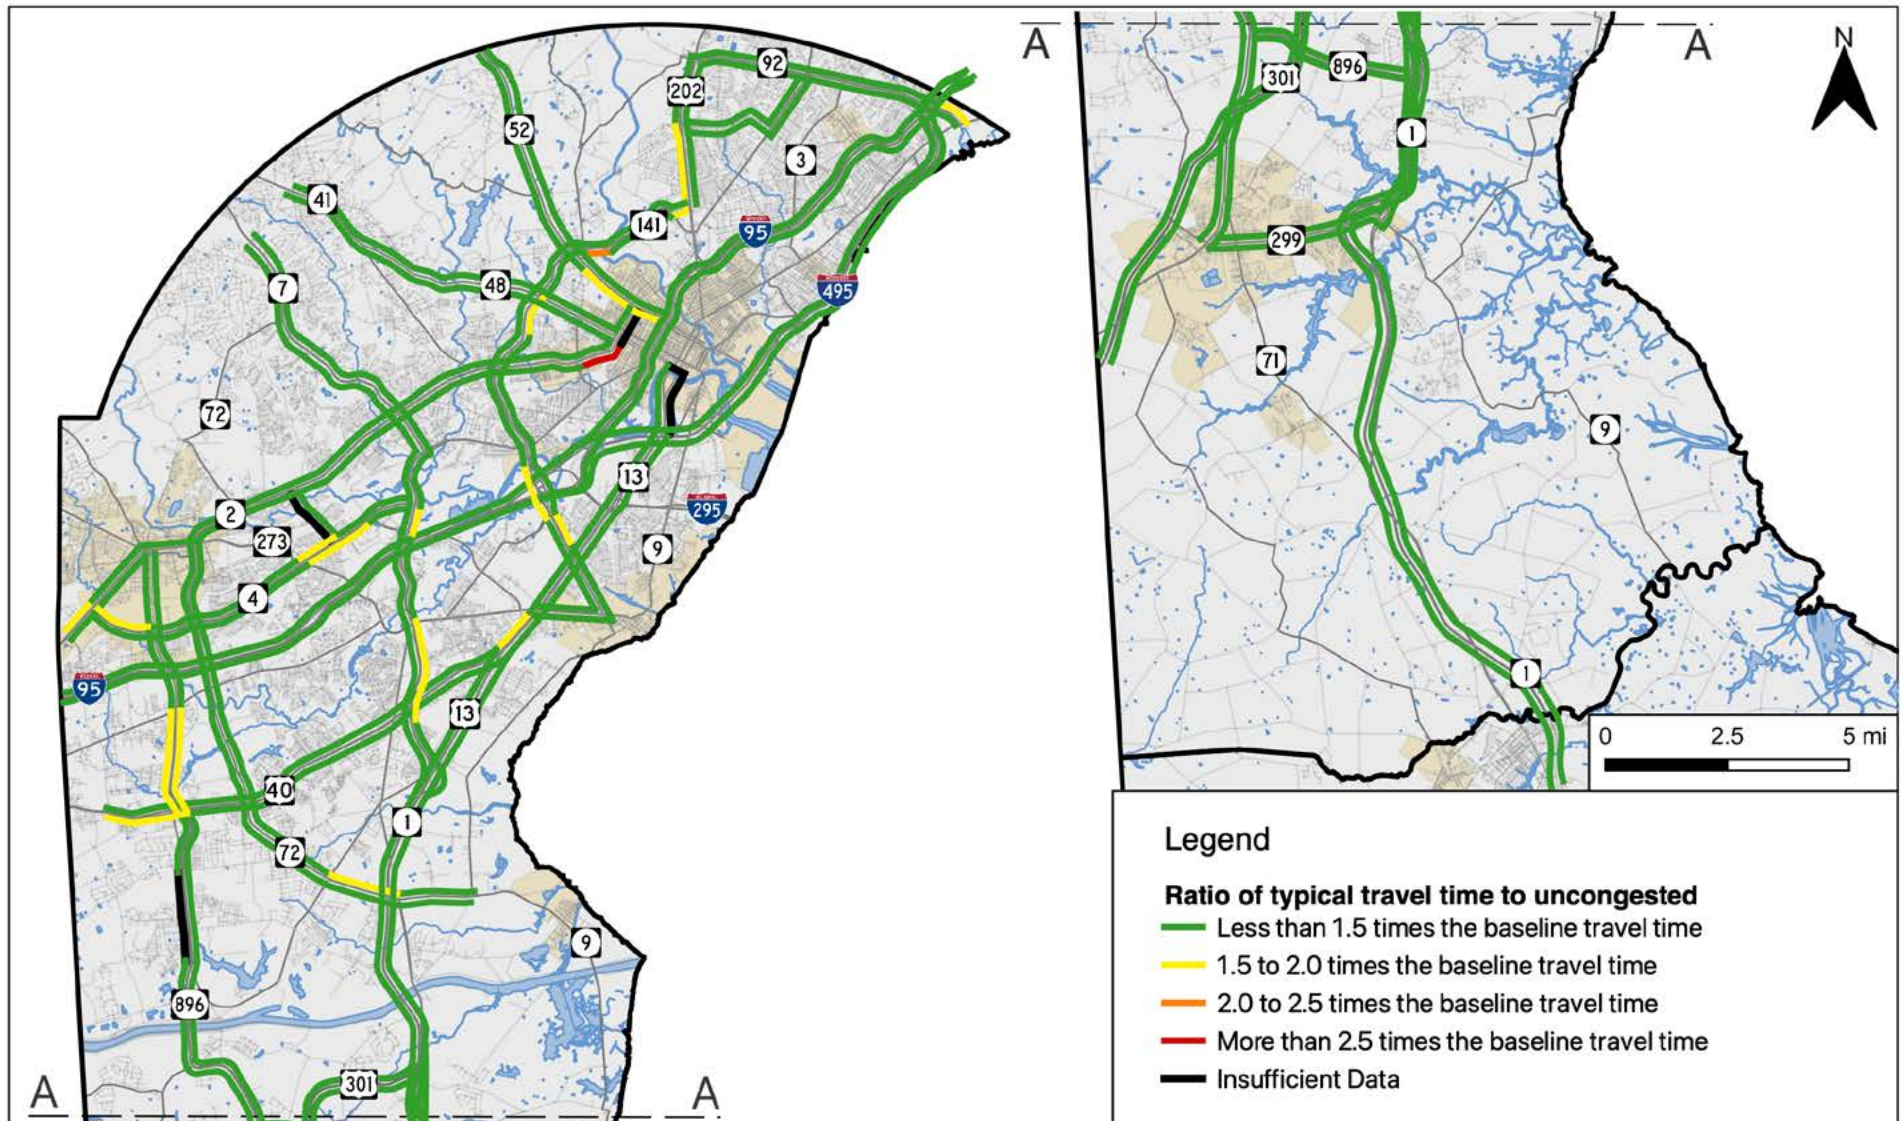 92
202
52
3
41
141
95
7
48
495
72
13
2
295
273
9
4
95
13
40
1
72
9
896
301
A
A
A
A
N
301
896
1
299
71
9
1
0
2.5
5 mi
Legend
Ratio of typical travel time to uncongested
Less than 1.5 times the baseline travel time
1.5 to 2.0 times the baseline travel time
2.0 to 2.5 times the baseline travel time
More than 2.5 times the baseline travel time
Insufficient Data